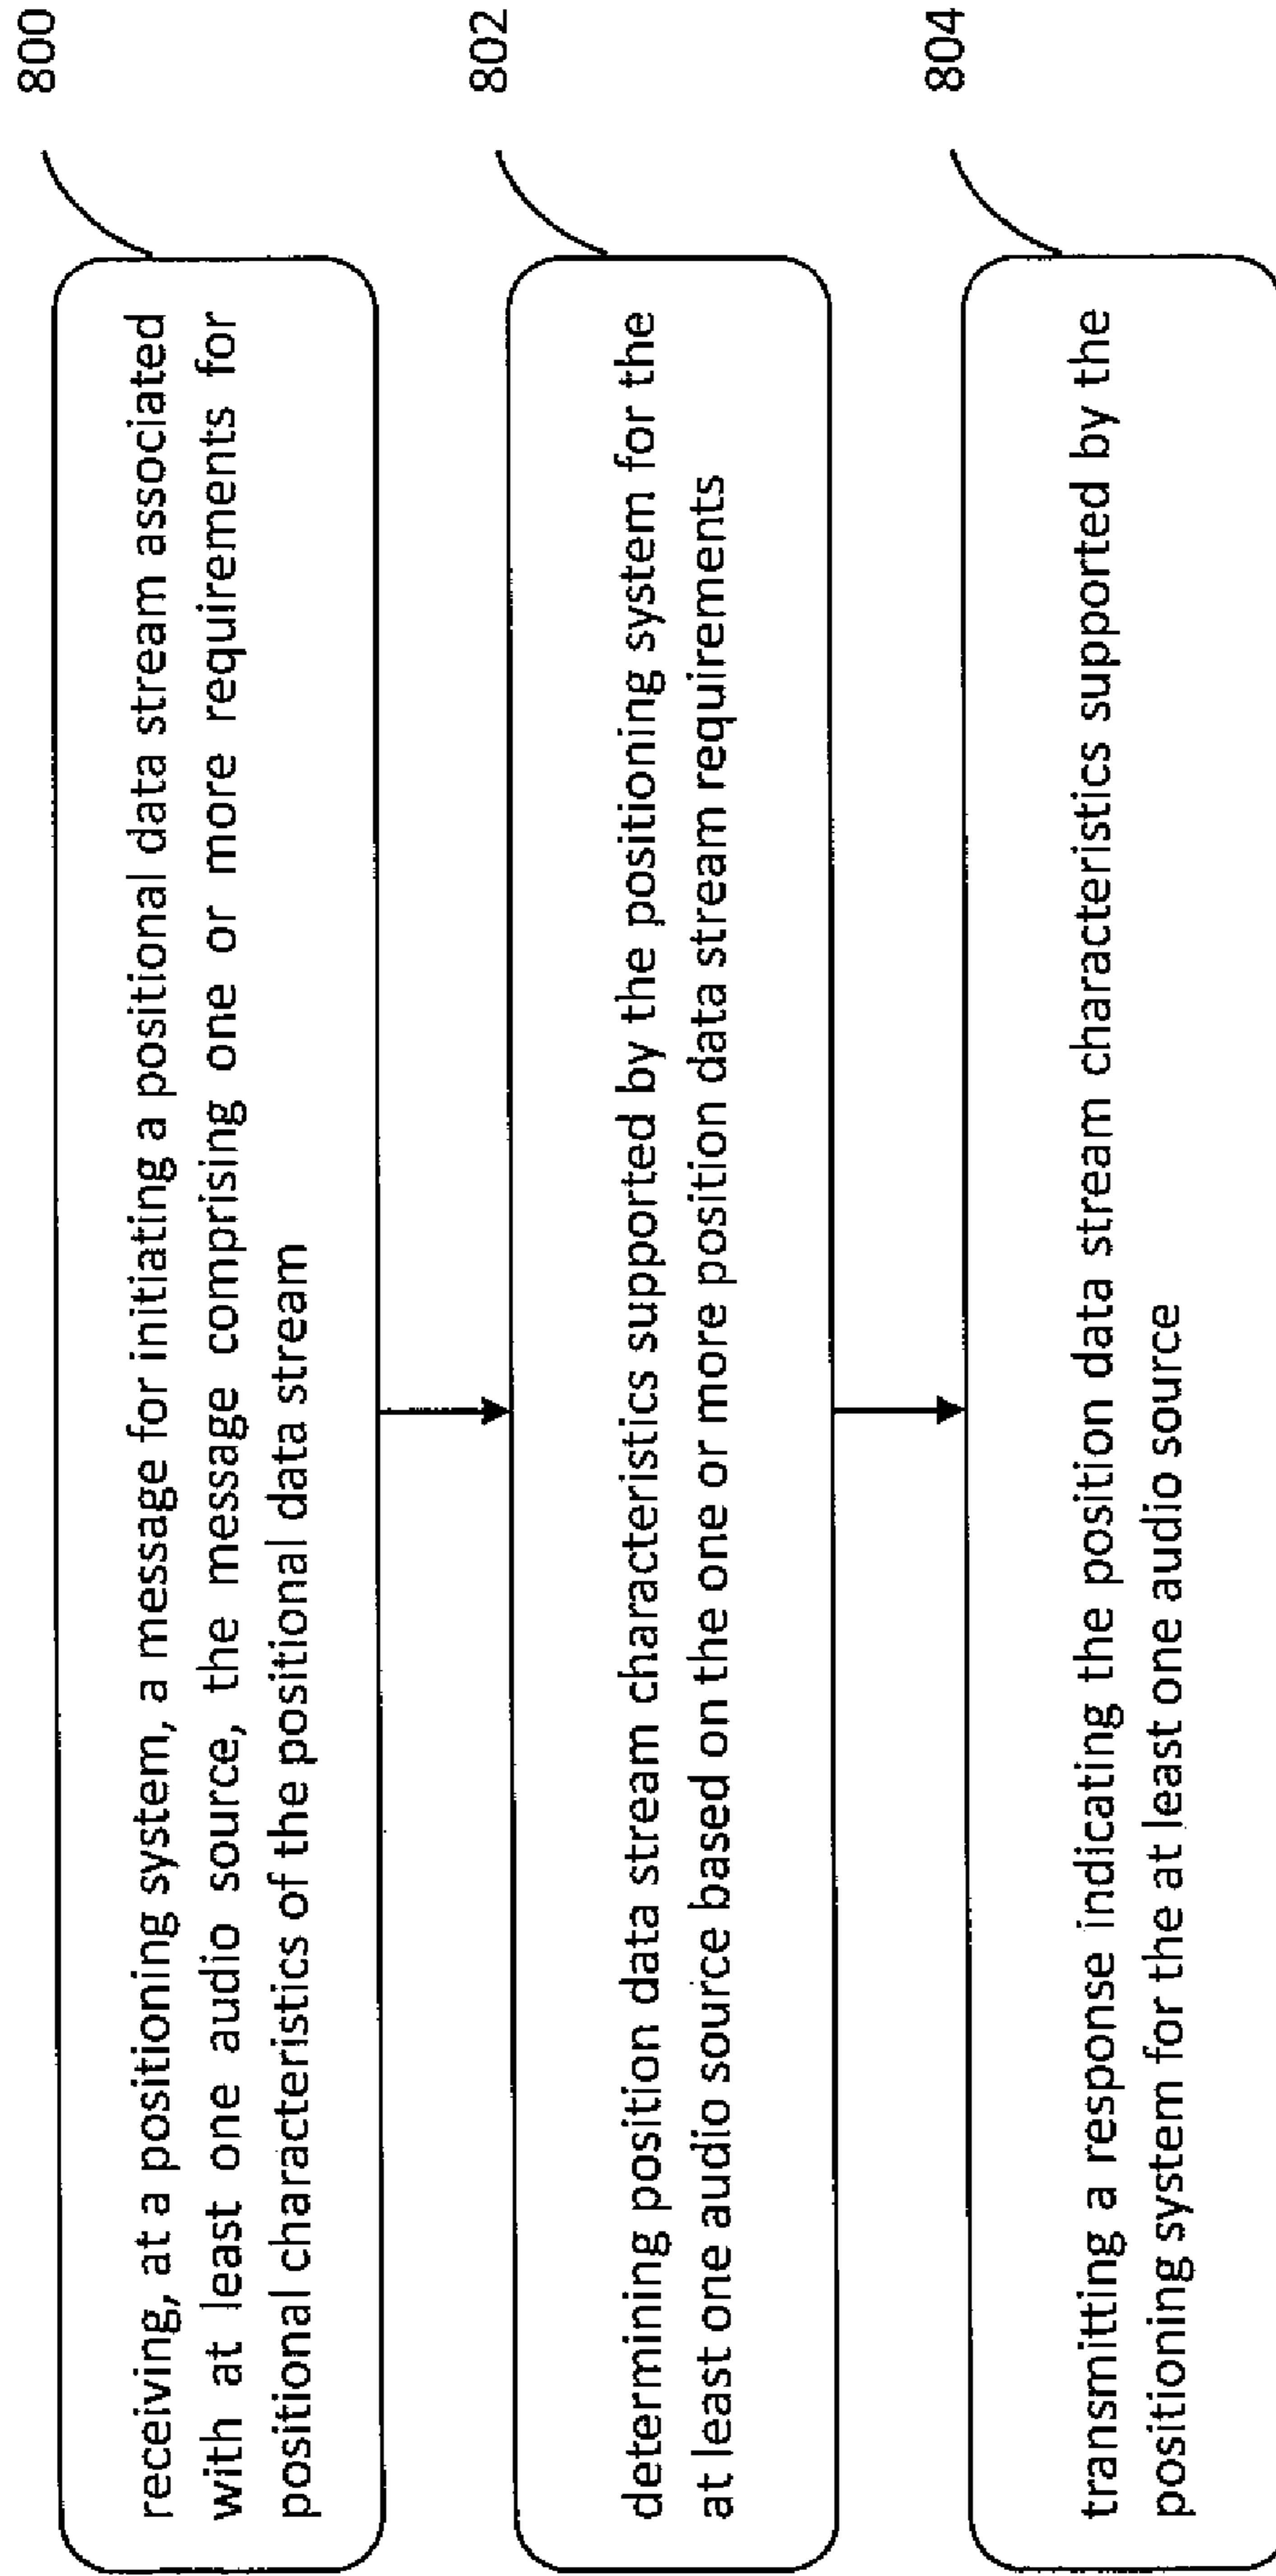 800
receiving, at a positioning system, a message for initiating a positional data stream associated
with at least one audio source, the message comprising one or more requirements for
positional characteristics of the positional data stream
802
determining position data stream characteristics supported by the positioning system for the
at least one audio source based on the one or more position data stream requirements
804
transmitting a response indicating the position data stream characteristics supported by the
positioning system for the at least one audio source